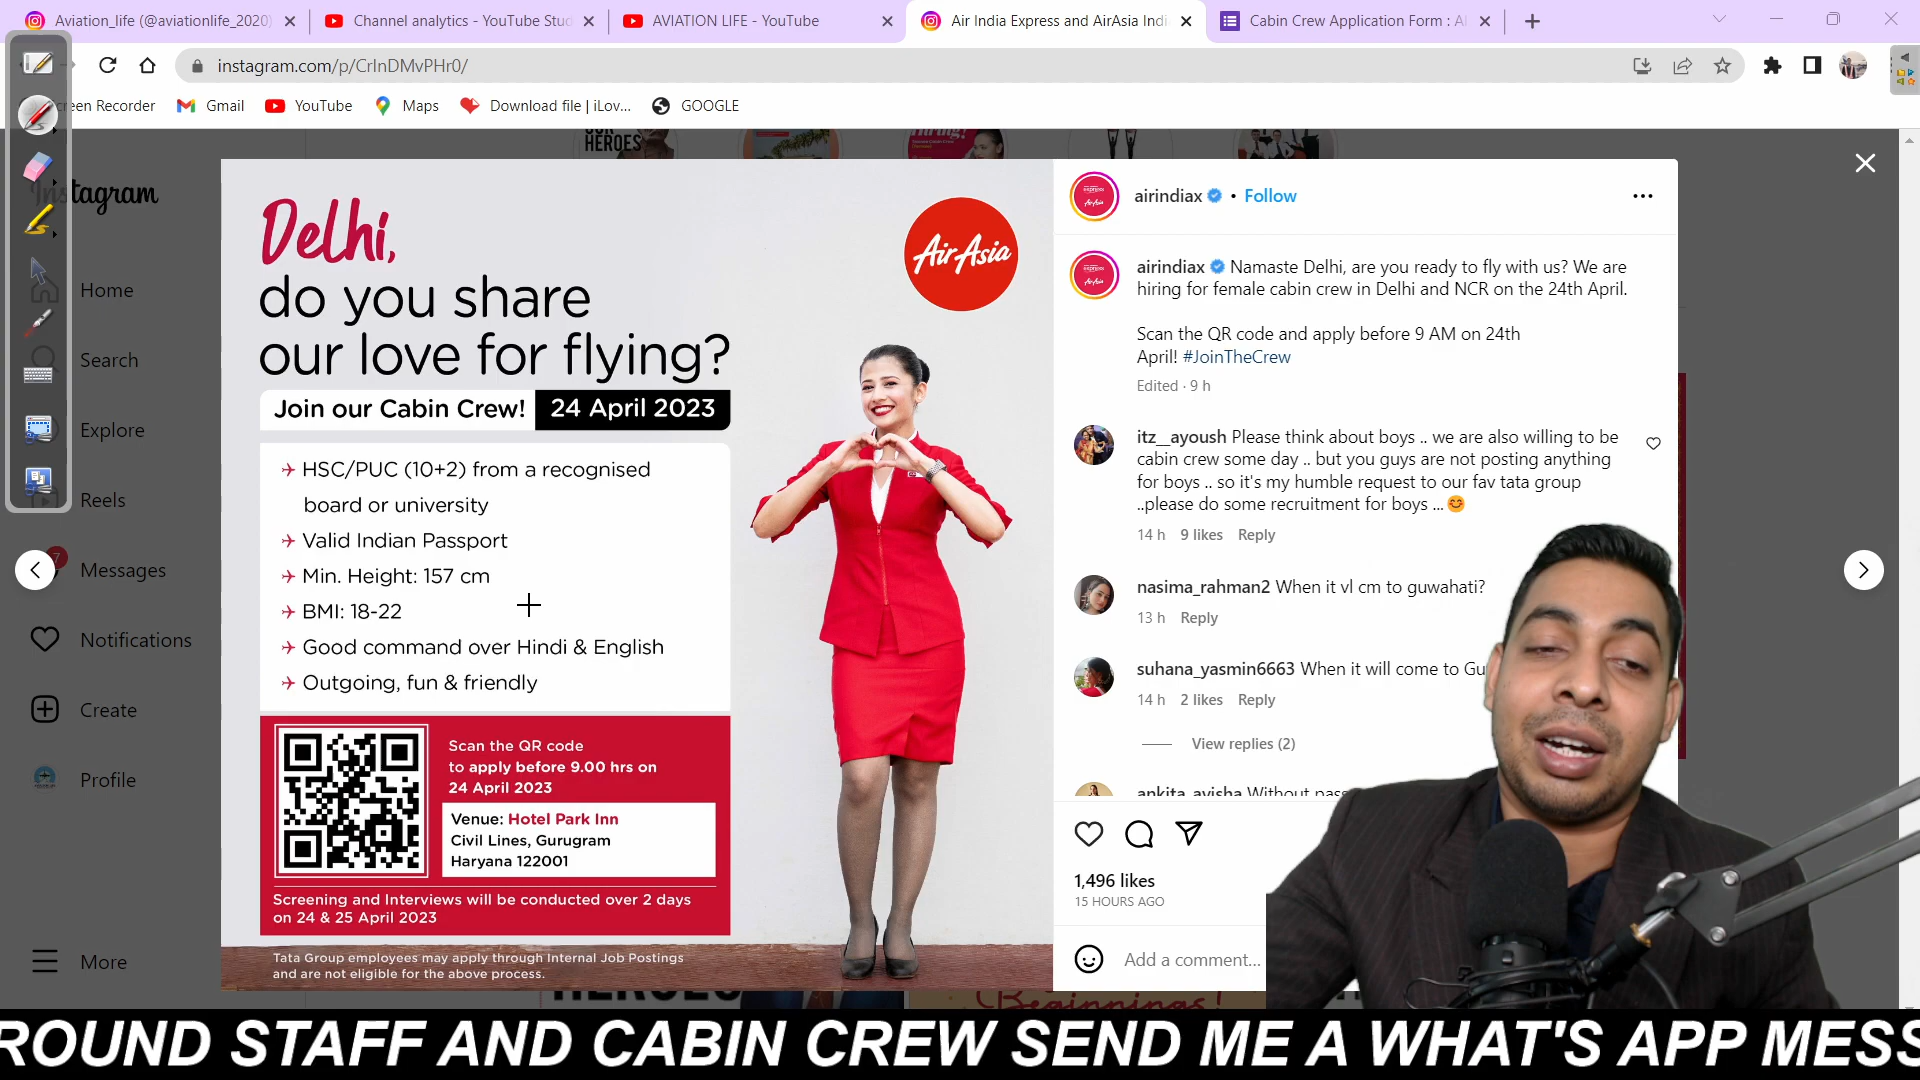 Aviation_life (@aviationlife_2020)
Channel analytics - YouTube Stud
AVIATION LIFE - YouTube
Air India Express and AirAsia Indi
Cabin Crew Application Form : AI
instagram.com/p/CrInDMvPHr0/
reen Recorder
Gmail
YouTube
Maps
Download file | iLov...
GOOGLE
HEROES
Instagram
Home
Search
Explore
Reels
7
Messages
Notifications
Create
Profile
More
Delhi,
do you share
our love for flying?
Join our Cabin Crew! 24 April 2023
HSC/PUC (10+2) from a recognised
board or university
Valid Indian Passport
Min. Height: 157 cm
BMI: 18-22
Good command over Hindi & English
Outgoing, fun & friendly
Scan the QR code
to apply before 9.00 hrs on
24 April 2023
Venue: Hotel Park Inn
Civil Lines, Gurugram
Haryana 122001
Screening and Interviews will be conducted over 2 days
on 24 & 25 April 2023
Tata Group employees may apply through Internal Job Postings
and are not eligible for the above process.
AirAsia
airindiax • Follow
airindiax Namaste Delhi, are you ready to fly with us? We are
hiring for female cabin crew in Delhi and NCR on the 24th April.
Scan the QR code and apply before 9 AM on 24th
April! #JoinTheCrew
Edited · 9 h
itz__ayoush Please think about boys .. we are also willing to be
cabin crew some day .. but you guys are not posting anything
for boys .. so it's my humble request to our fav tata group
..please do some recruitment for boys ... 😊
14 h 9 likes Reply
nasima_rahman2 When it vl cm to guwahati?
13 h Reply
suhana_yasmin6663 When it will come to Gu
14 h 2 likes Reply
View replies (2)
ankita_avisha Without pass
1,496 likes
15 HOURS AGO
Add a comment...
HEROES
Beginnings!
ROUND STAFF AND CABIN CREW SEND ME A WHAT'S APP MESS